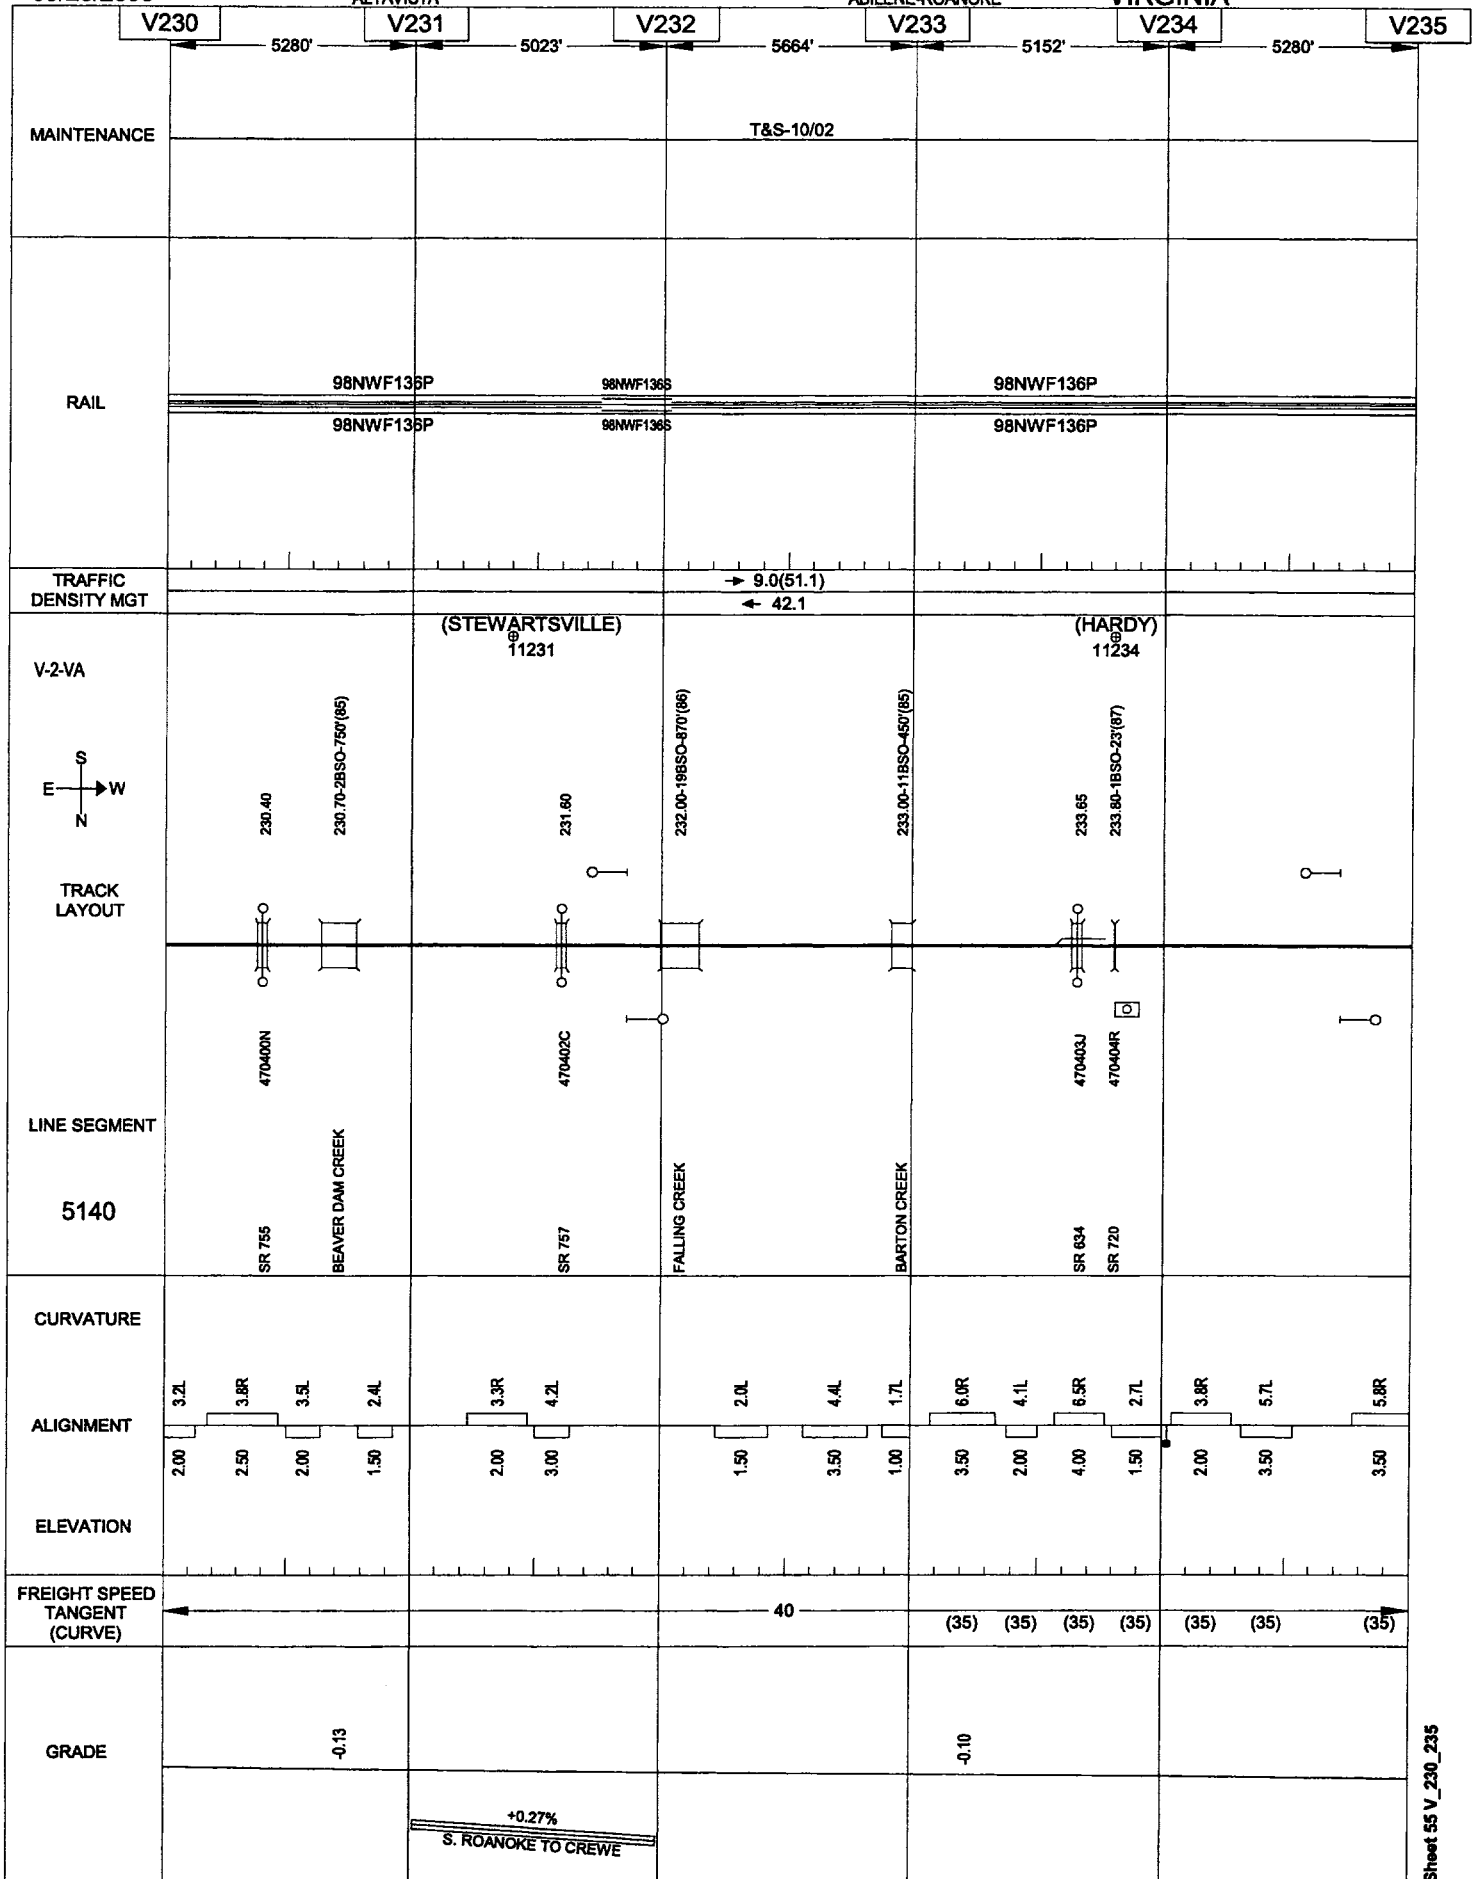 VIRGINIA
V230 V231 V232 V233 V234 V235
5280' 5023' 5664' 5152' 5280'
MAINTENANCE
T&S-10/02
RAIL
98NWF136P 98NWF136S 98NWF136P
98NWF136P 98NWF136S 98NWF136P
TRAFFIC
DENSITY MGT
→ 9.0(51.1)
← 42.1
(STEWARTSVILLE) (HARDY)
11231 11234
V-2-VA
S
E W
N
230.40
230.70-2BSO-750'(85)
231.60
232.00-19BSO-870'(86)
233.00-11BSO-450'(85)
233.65
233.80-1BSO-23'(87)
TRACK
LAYOUT
470400N
470402C
470403J
470404R
LINE SEGMENT
5140
SR 755
BEAVER DAM CREEK
SR 757
FALLING CREEK
BARTON CREEK
SR 634
SR 720
CURVATURE
3.2L 3.8R 3.5L 2.4L 3.3R 4.2L 2.0L 4.4L 1.7L 6.0R 4.1L 6.5R 2.7L 3.8R 5.7L 5.8R
ALIGNMENT
2.00 2.50 2.00 1.50 2.00 3.00 1.50 3.50 1.00 3.50 2.00 4.00 1.50 2.00 3.50 3.50
ELEVATION
FREIGHT SPEED
TANGENT
(CURVE)
40
(35) (35) (35) (35) (35) (35) (35)
GRADE
-0.13
-0.10
+0.27%
S. ROANOKE TO CREWE
Sheet 55 V_230_235